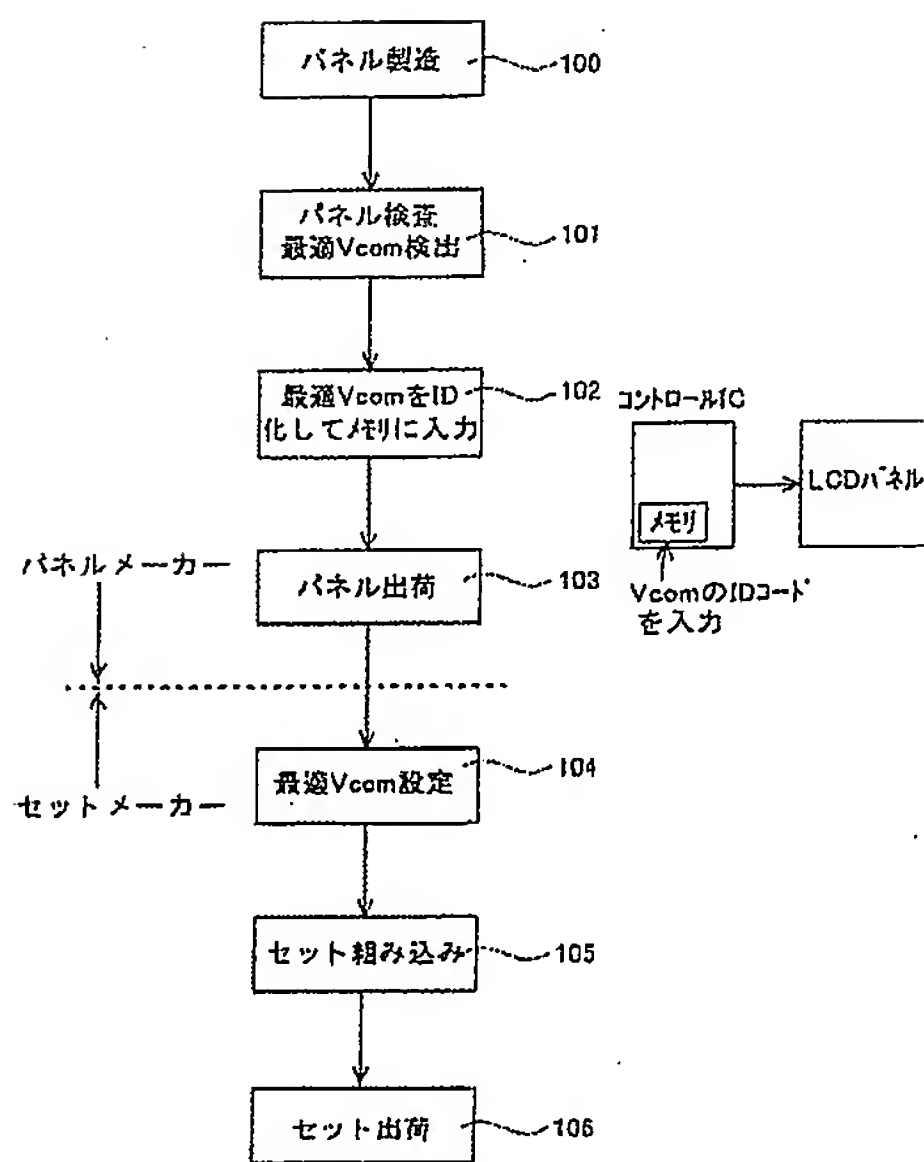 パネル製造
100
パネル検査
最適Vcom検出
101
最適VcomをID
化してメモリに入力
102
コントロールIC
メモリ
LCDパネル
VcomのIDコード
を入力
パネル出荷
103
パネルメーカー
セットメーカー
最適Vcom設定
104
セット組み込み
105
セット出荷
106